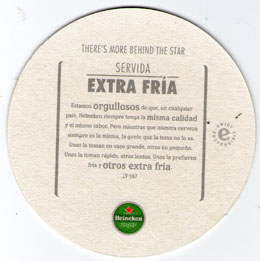 THERE'S MORE BEHIND THE STAR
SERVIDA
EXTRA FRÍA
Estamos orgullosos de que, en cualquier
país, Heineken siempre tenga la misma calidad
y el mismo sabor. Pero mientras que nuestra cerveza
siempre es la misma, la gente que la toma no lo es.
Unos la toman en vaso grande, otros en pequeño.
Unos la toman rápido, otros lentos. Unos la prefieren
fría y otros extra fría.
¿Y tú?
Heineken
ENJOY
e
RESPONSIBLY